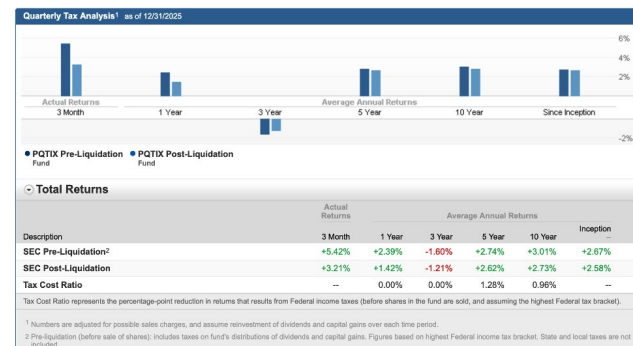 Quarterly Tax Analysis1 as of 12/31/2025
6%
4%
2%
Actual Returns Average Annual Returns
3 Month 1 Year 3 Year 5 Year 10 Year Since Inception
-2%
• PQTIX Pre-Liquidation • PQTIX Post-Liquidation
Fund Fund
Total Returns
Actual
Returns Average Annual Returns
Inception
Description 3 Month 1 Year 3 Year 5 Year 10 Year --
SEC Pre-Liquidation2 +5.42% +2.39% -1.60% +2.74% +3.01% +2.67%
SEC Post-Liquidation +3.21% +1.42% -1.21% +2.62% +2.73% +2.58%
Tax Cost Ratio -- 0.00% 0.00% 1.28% 0.96% --
Tax Cost Ratio represents the percentage-point reduction in returns that results from Federal income taxes (before shares in the fund are sold, and assuming the highest Federal tax bracket).
1 Numbers are adjusted for possible sales charges, and assume reinvestment of dividends and capital gains over each time period.
2 Pre-liquidation (before sale of shares): includes taxes on fund's distributions of dividends and capital gains. Figures based on highest Federal income tax bracket. State and local taxes are not
included.